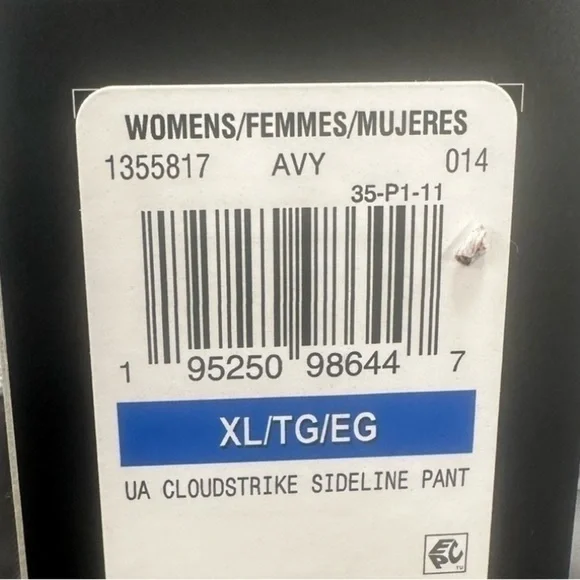 WOMENS/FEMMES/MUJERES
1355817 AVY 014
35-P1-11
1 95250 98644 7
XL/TG/EG
UA CLOUDSTRIKE SIDELINE PANT
EPC